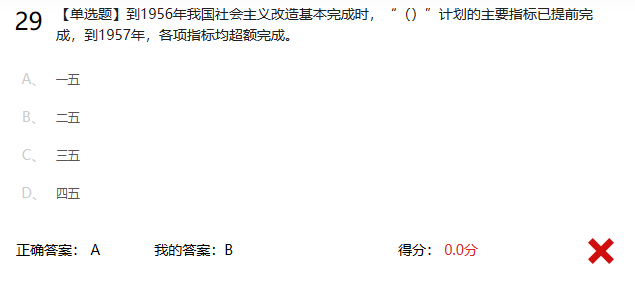 29 【单选题】到1956年我国社会主义改造基本完成时，“（）”计划的主要指标已提前完
成，到1957年，各项指标均超额完成。
A、 一五
B、 二五
C、 三五
D、 四五
正确答案： A 我的答案：B 得分： 0.0分